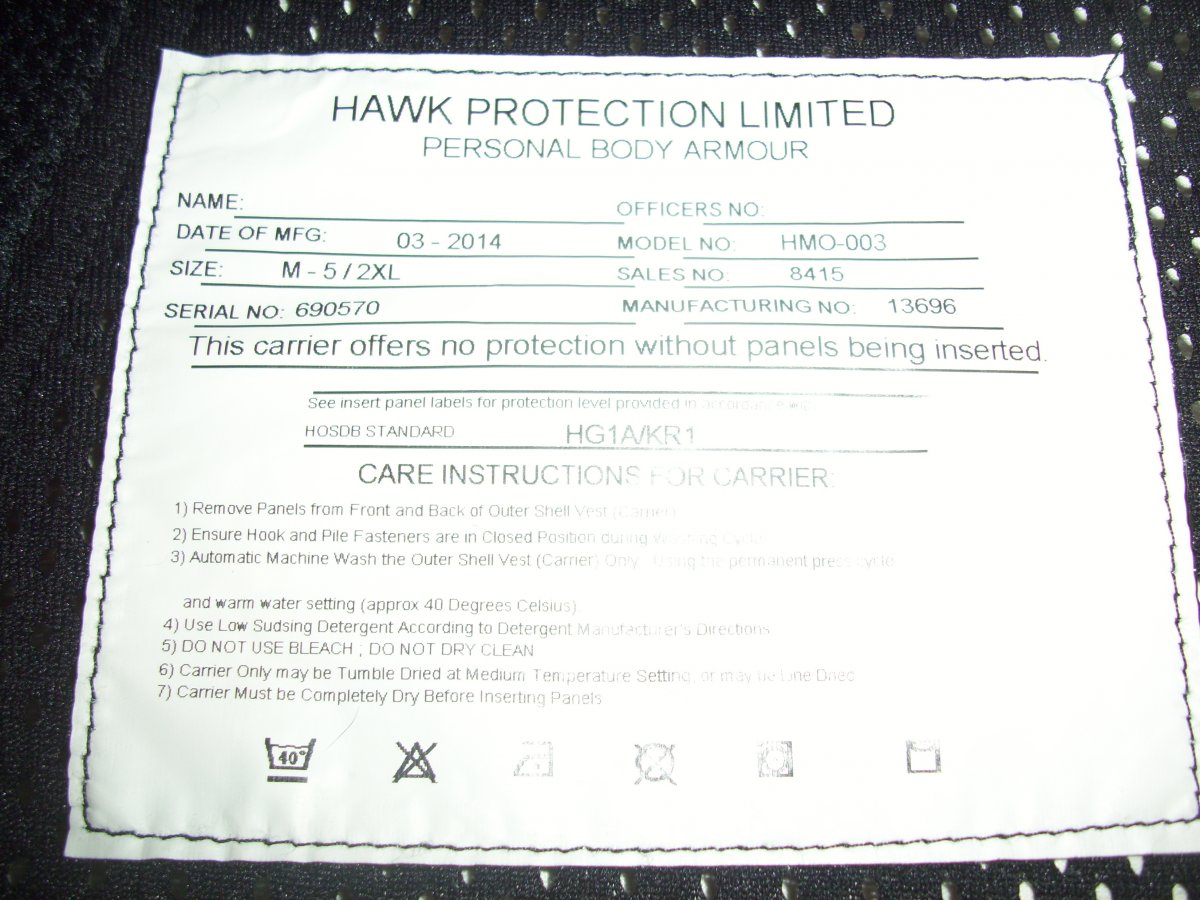 HAWK PROTECTION LIMITED
PERSONAL BODY ARMOUR
NAME: OFFICERS NO:
DATE OF MFG: 03 - 2014 MODEL NO: HMO-003
SIZE: M - 5 / 2XL SALES NO: 8415
SERIAL NO: 690570 MANUFACTURING NO: 13696
This carrier offers no protection without panels being inserted.
See insert panel labels for protection level provided in accordance
HOSDB STANDARD HG1A/KR1
CARE INSTRUCTIONS FOR CARRIER:
1) Remove Panels from Front and Back of Outer Shell Vest (Carrier)
2) Ensure Hook and Pile Fasteners are in Closed Position during Washing Cycle
3) Automatic Machine Wash the Outer Shell Vest (Carrier) Only. Using the permanent press cycle
and warm water setting (approx 40 Degrees Celsius)
4) Use Low Sudsing Detergent According to Detergent Manufacturer's Directions
5) DO NOT USE BLEACH ; DO NOT DRY CLEAN
6) Carrier Only may be Tumble Dried at Medium Temperature Setting, or may be Line Dried
7) Carrier Must be Completely Dry Before Inserting Panels
40°